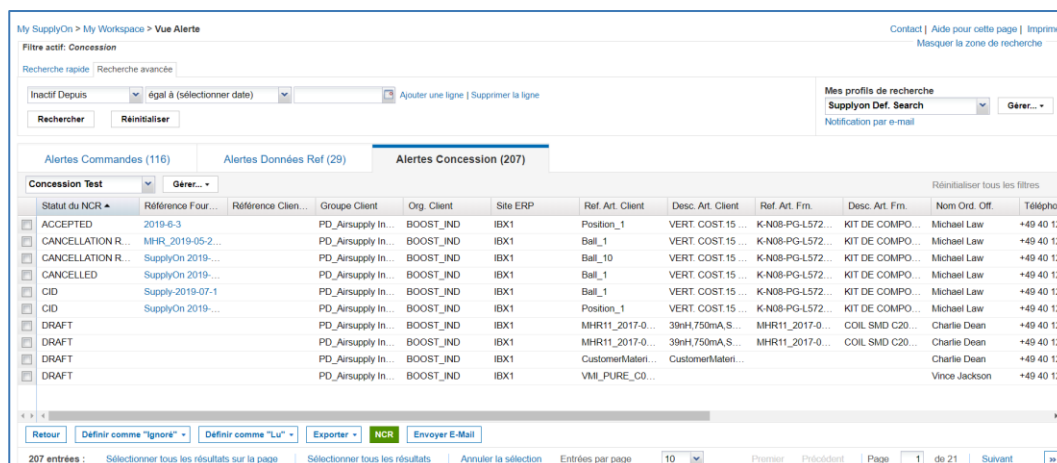 My SupplyOn > My Workspace > Vue Alerte
Contact | Aide pour cette page | Imprime
Filtre actif: Concession
Masquer la zone de recherche
Recherche rapide Recherche avancée
Inactif Depuis égal à (sélectionner date) Ajouter une ligne | Supprimer la ligne
Mes profils de recherche
Supplyon Def. Search Gérer...
Rechercher Réinitialiser
Notification par e-mail
Alertes Commandes (116) Alertes Données Ref (29) Alertes Concession (207)
Concession Test Gérer... Réinitialiser tous les filtres
Statut du NCR Référence Four... Référence Clien... Groupe Client Org. Client Site ERP Ref. Art. Client Desc. Art. Client Ref. Art. Frn. Desc. Art. Frn. Nom Ord. Off. Télépho
ACCEPTED 2019-6-3 PD_Airsupply In... BOOST_IND IBX1 Position_1 VERT. COST.15 ... K-N08-PG-L572... KIT DE COMPO... Michael Law +49 40 12
CANCELLATION R... MHR_2019-05-2... PD_Airsupply In... BOOST_IND IBX1 Ball_1 VERT. COST.15 ... K-N08-PG-L572... KIT DE COMPO... Michael Law +49 40 12
CANCELLATION R... SupplyOn 2019-... PD_Airsupply In... BOOST_IND IBX1 Ball_10 VERT. COST.15 ... K-N08-PG-L572... KIT DE COMPO... Michael Law +49 40 12
CANCELLED SupplyOn 2019-... PD_Airsupply In... BOOST_IND IBX1 Ball_1 VERT. COST.15 ... K-N08-PG-L572... KIT DE COMPO... Michael Law +49 40 12
CID Supply-2019-07-1 PD_Airsupply In... BOOST_IND IBX1 Ball_1 VERT. COST.15 ... K-N08-PG-L572... KIT DE COMPO... Michael Law +49 40 12
CID SupplyOn 2019-... PD_Airsupply In... BOOST_IND IBX1 Position_1 VERT. COST.15 ... K-N08-PG-L572... KIT DE COMPO... Michael Law +49 40 12
DRAFT PD_Airsupply In... BOOST_IND IBX1 MHR11_2017-0... 39nH,750mA,S... MHR11_2017-0... COIL SMD C20... Charlie Dean +49 40 12
DRAFT PD_Airsupply In... BOOST_IND IBX1 MHR11_2017-0... 39nH,750mA,S... MHR11_2017-0... COIL SMD C20... Charlie Dean +49 40 12
DRAFT PD_Airsupply In... BOOST_IND IBX1 CustomerMateri... CustomerMateri... Charlie Dean +49 40 12
DRAFT PD_Airsupply In... BOOST_IND IBX1 VMI_PURE_C0... Vince Jackson +49 40 12
Retour Définir comme "Ignoré" Définir comme "Lu" Exporter NCR Envoyer E-Mail
207 entrées : Sélectionner tous les résultats sur la page | Sélectionner tous les résultats | Annuler la sélection Entrées par page 10 Premier Précédent | Page 1 de 21 | Suivant »